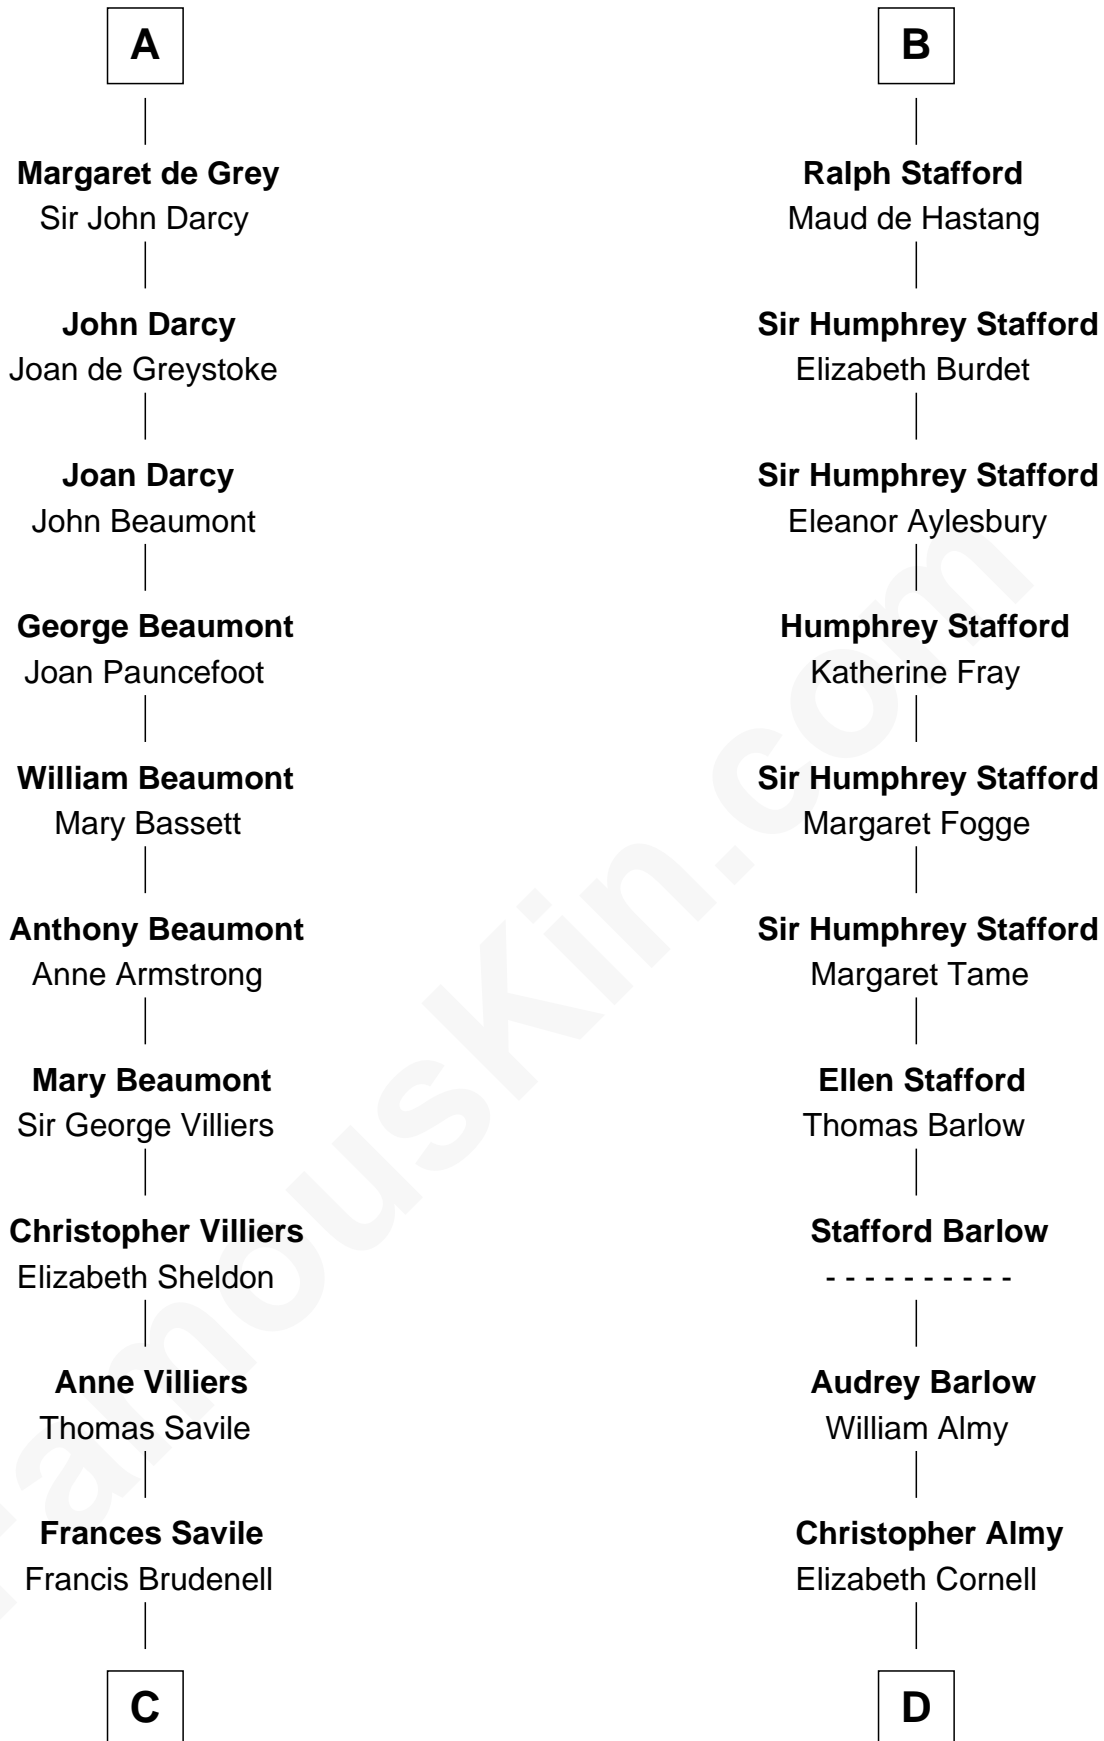 A
Margaret de Grey
Sir John Darcy
John Darcy
Joan de Greystoke
Joan Darcy
John Beaumont
George Beaumont
Joan Pauncefoot
William Beaumont
Mary Bassett
Anthony Beaumont
Anne Armstrong
Mary Beaumont
Sir George Villiers
Christopher Villiers
Elizabeth Sheldon
Anne Villiers
Thomas Savile
Frances Savile
Francis Brudenell
C
B
Ralph Stafford
Maud de Hastang
Sir Humphrey Stafford
Elizabeth Burdet
Sir Humphrey Stafford
Eleanor Aylesbury
Humphrey Stafford
Katherine Fray
Sir Humphrey Stafford
Margaret Fogge
Sir Humphrey Stafford
Margaret Tame
Ellen Stafford
Thomas Barlow
Stafford Barlow
- - - - - - - - - -
Audrey Barlow
William Almy
Christopher Almy
Elizabeth Cornell
D
FamousKin.com